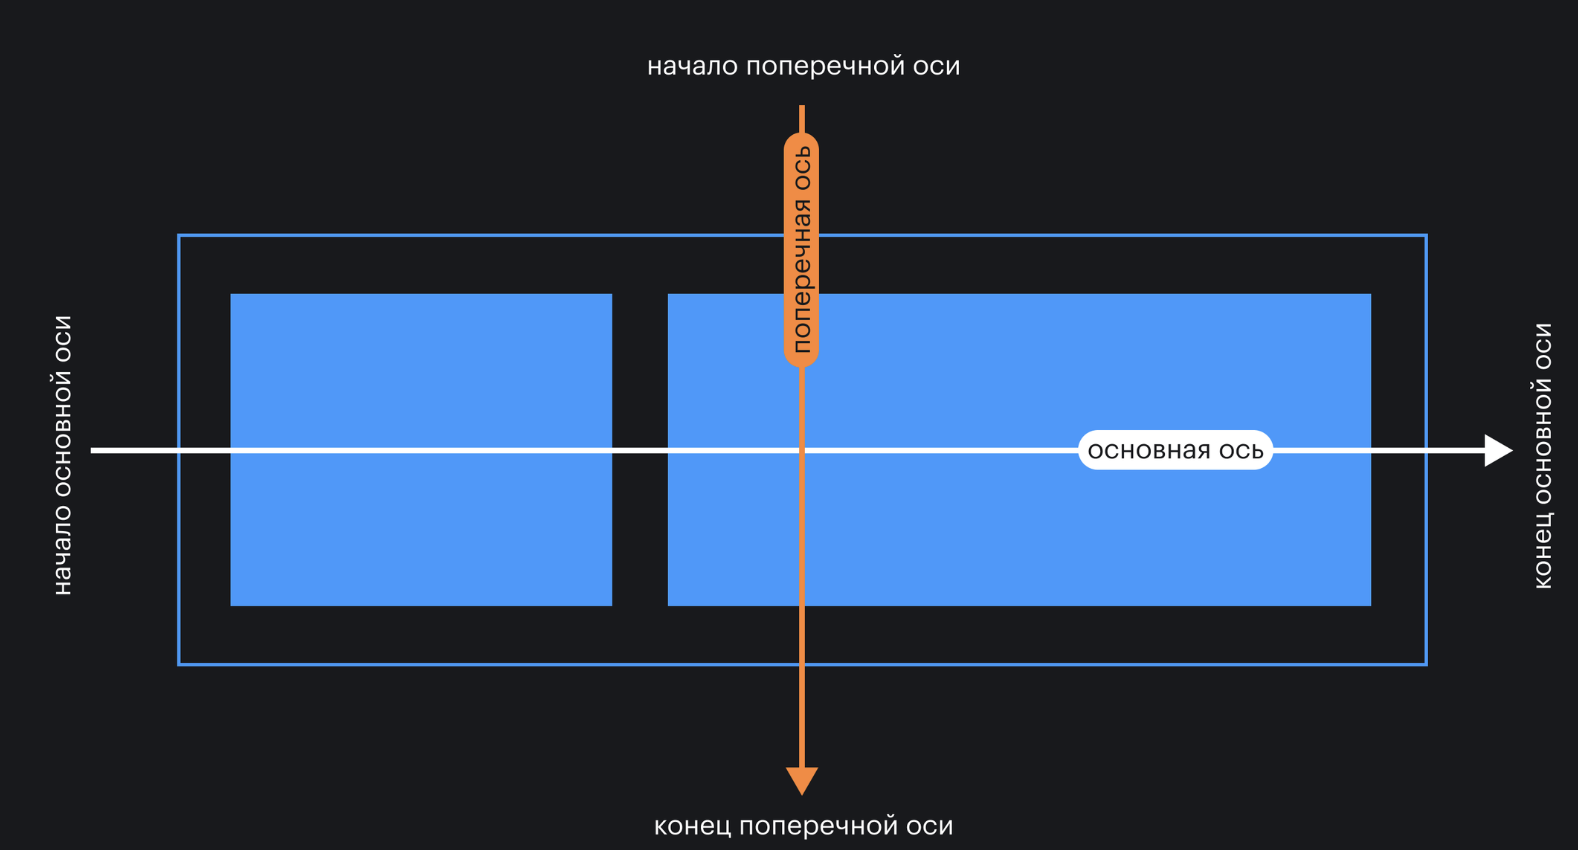 начало поперечной оси
поперечная ось
начало основной оси
основная ось
конец основной оси
конец поперечной оси